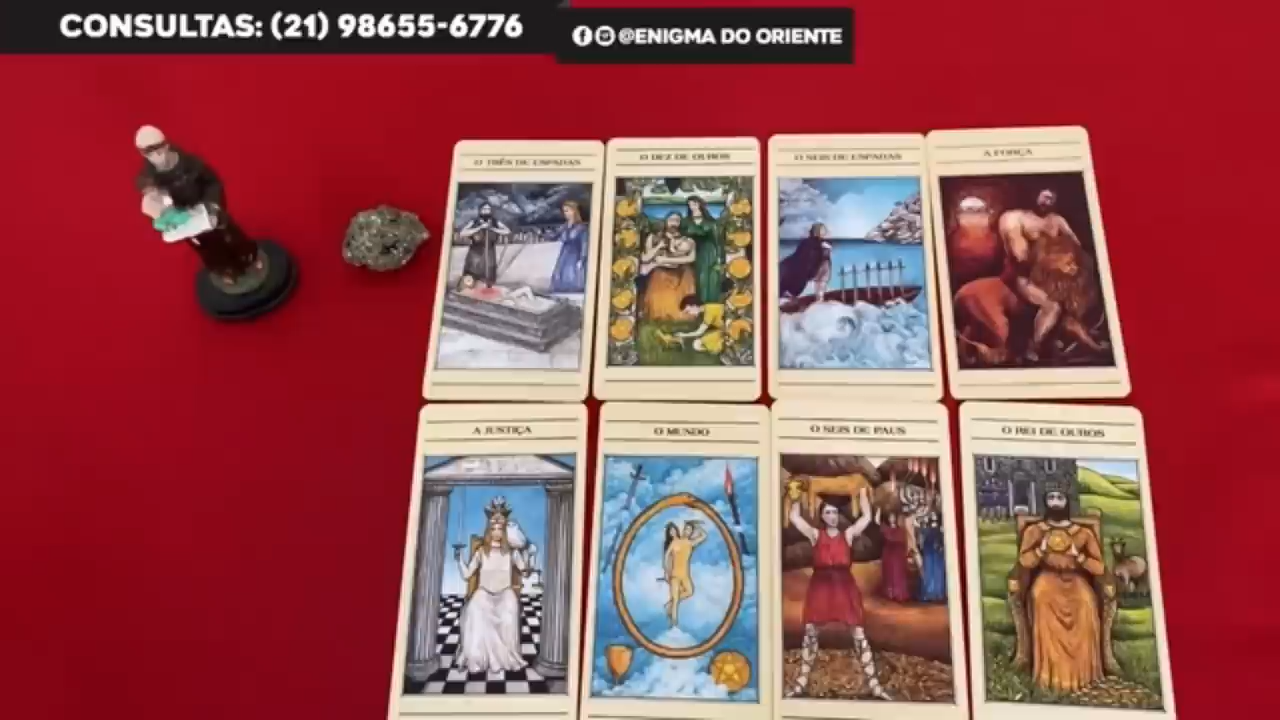 CONSULTAS: (21) 98655-6776
@ENIGMA DO ORIENTE
O TRÊS DE ESPADAS
O DEZ DE OUROS
O SEIS DE ESPADAS
A FORÇA
A JUSTIÇA
O MUNDO
O SEIS DE PAUS
O REI DE OUROS